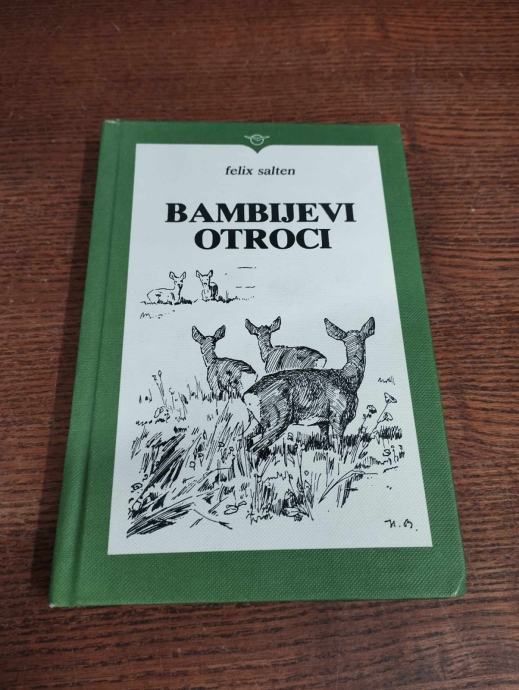 felix salten
BAMBIJEVI
OTROCI
H. B.